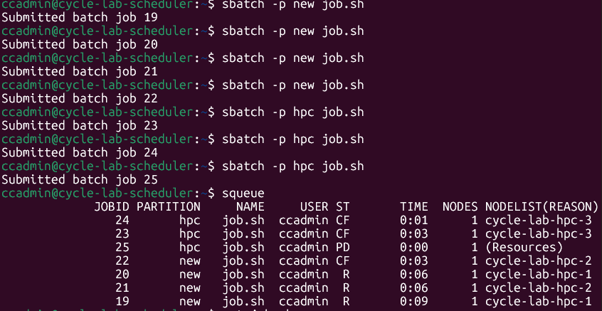 ccadmin@cycle-lab-scheduler:~$ sbatch -p new job.sh
Submitted batch job 19
ccadmin@cycle-lab-scheduler:~$ sbatch -p new job.sh
Submitted batch job 20
ccadmin@cycle-lab-scheduler:~$ sbatch -p new job.sh
Submitted batch job 21
ccadmin@cycle-lab-scheduler:~$ sbatch -p new job.sh
Submitted batch job 22
ccadmin@cycle-lab-scheduler:~$ sbatch -p hpc job.sh
Submitted batch job 23
ccadmin@cycle-lab-scheduler:~$ sbatch -p hpc job.sh
Submitted batch job 24
ccadmin@cycle-lab-scheduler:~$ sbatch -p hpc job.sh
Submitted batch job 25
ccadmin@cycle-lab-scheduler:~$ squeue
JOBID PARTITION NAME USER ST TIME NODES NODELIST(REASON)
24 hpc job.sh ccadmin CF 0:01 1 cycle-lab-hpc-3
23 hpc job.sh ccadmin CF 0:03 1 cycle-lab-hpc-3
25 hpc job.sh ccadmin PD 0:00 1 (Resources)
22 new job.sh ccadmin CF 0:03 1 cycle-lab-hpc-2
20 new job.sh ccadmin R 0:06 1 cycle-lab-hpc-1
21 new job.sh ccadmin R 0:06 1 cycle-lab-hpc-2
19 new job.sh ccadmin R 0:09 1 cycle-lab-hpc-1